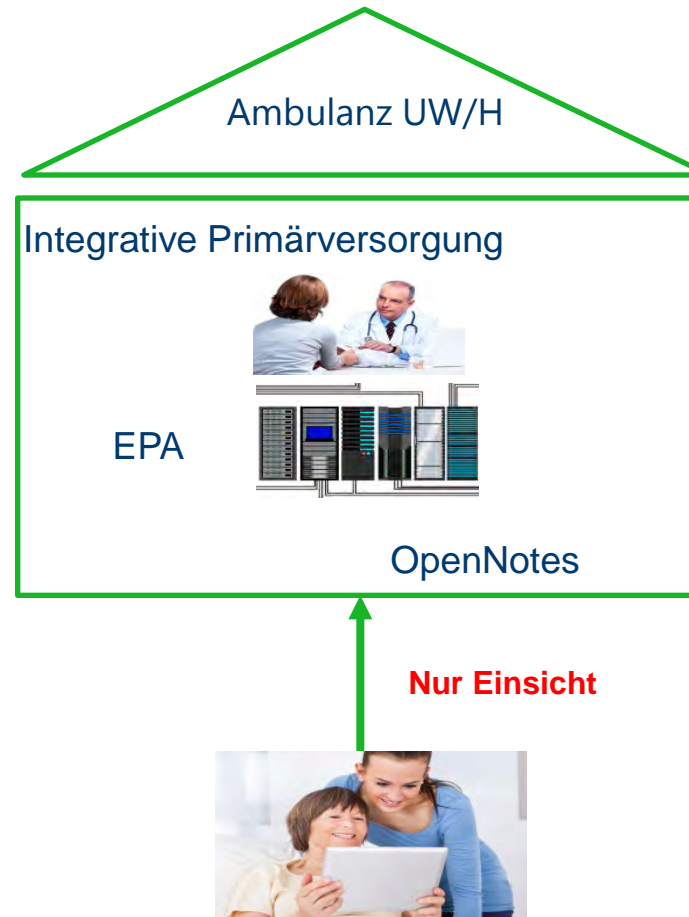 Ambulanz UW/H
Integrative Primärversorgung
EPA
OpenNotes
Nur Einsicht